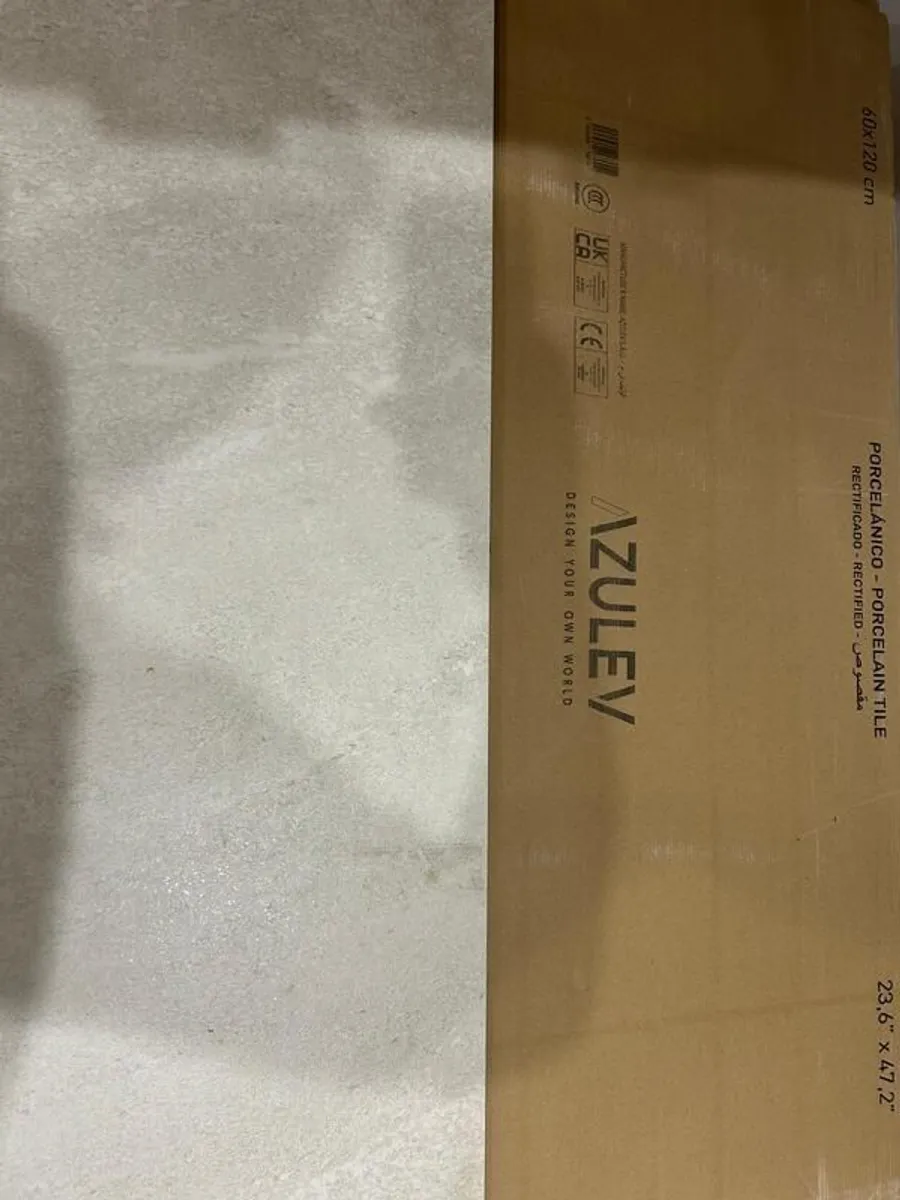 60x120 cm
PORCELÁNICO - PORCELAIN TILE
RECTIFICADO - RECTIFIED - مقصوص
23,6" x 47,2"
UK
CA
CE
AZULEV
DESIGN YOUR OWN WORLD